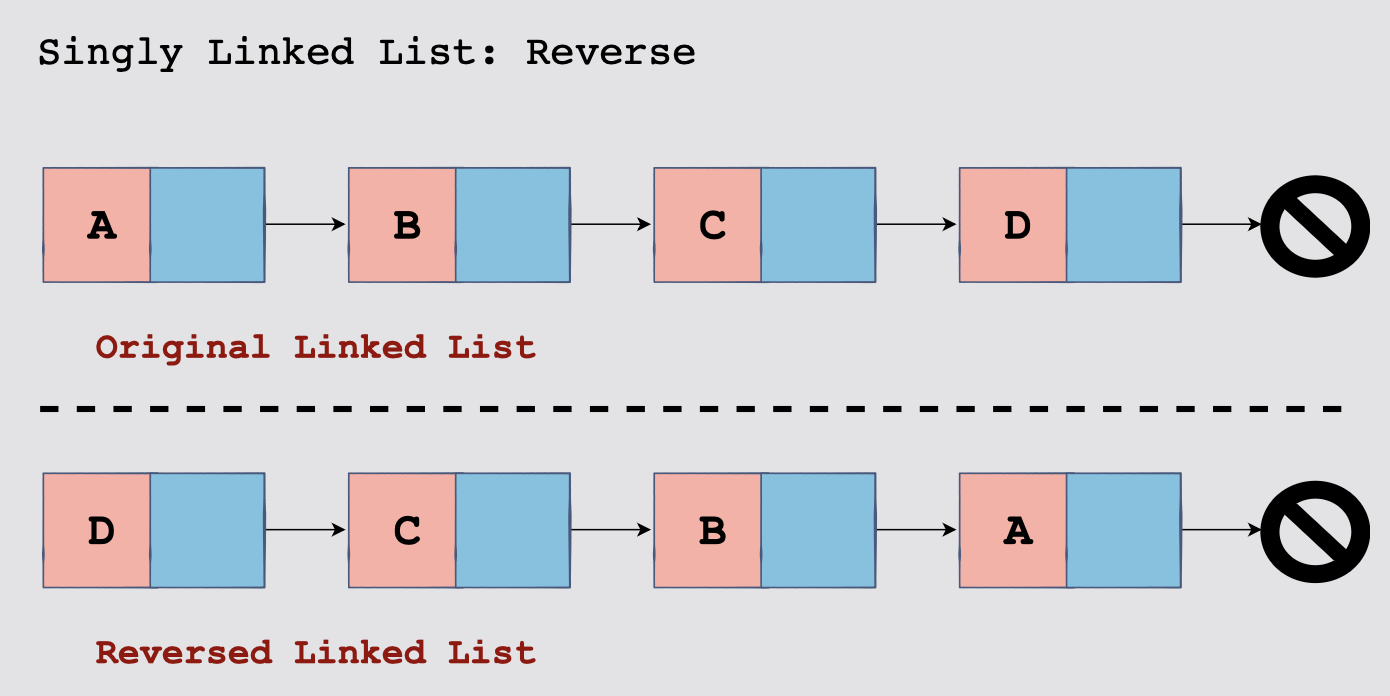 Singly Linked List: Reverse
A B C D
Original Linked List
D C B A
Reversed Linked List